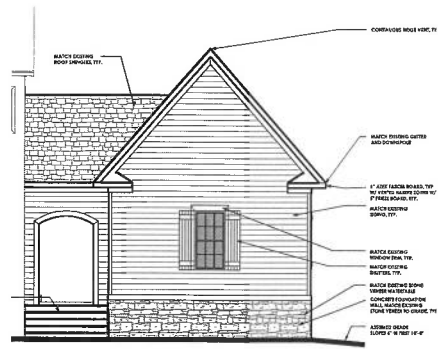 CONTINUOUS RIDGE VENT, TYP.
MATCH EXISTING
ROOF SHINGLES, TYP.
MATCH EXISTING GUTTER
AND DOWNSPOUT
MATCH EXISTING
SIDING, TYP.
MATCH EXISTING
WINDOW TRIM, TYP.
MATCH EXISTING
SHUTTERS, TYP.
MATCH EXISTING STONE
VENEER WATERTABLE
CONCRETE FOUNDATION
WALL, MATCH EXISTING
STONE VENEER TO GRADE, TYP.
ASSUMED GRADE